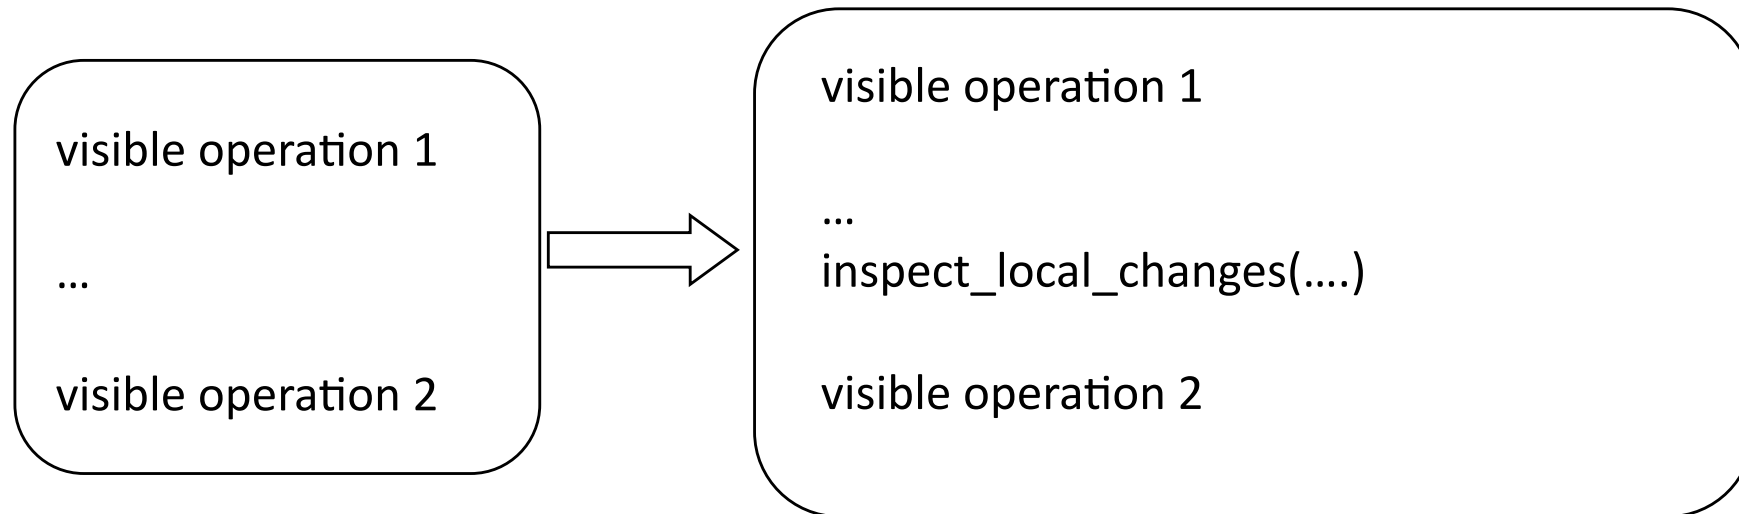 visible operation 1
…
visible operation 2
visible operation 1
…
inspect_local_changes(….)
visible operation 2